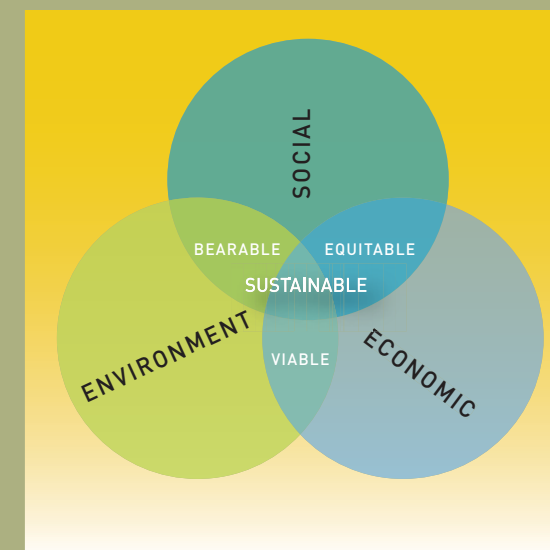 SOCIAL
BEARABLE
EQUITABLE
SUSTAINABLE
ENVIRONMENT
ECONOMIC
VIABLE